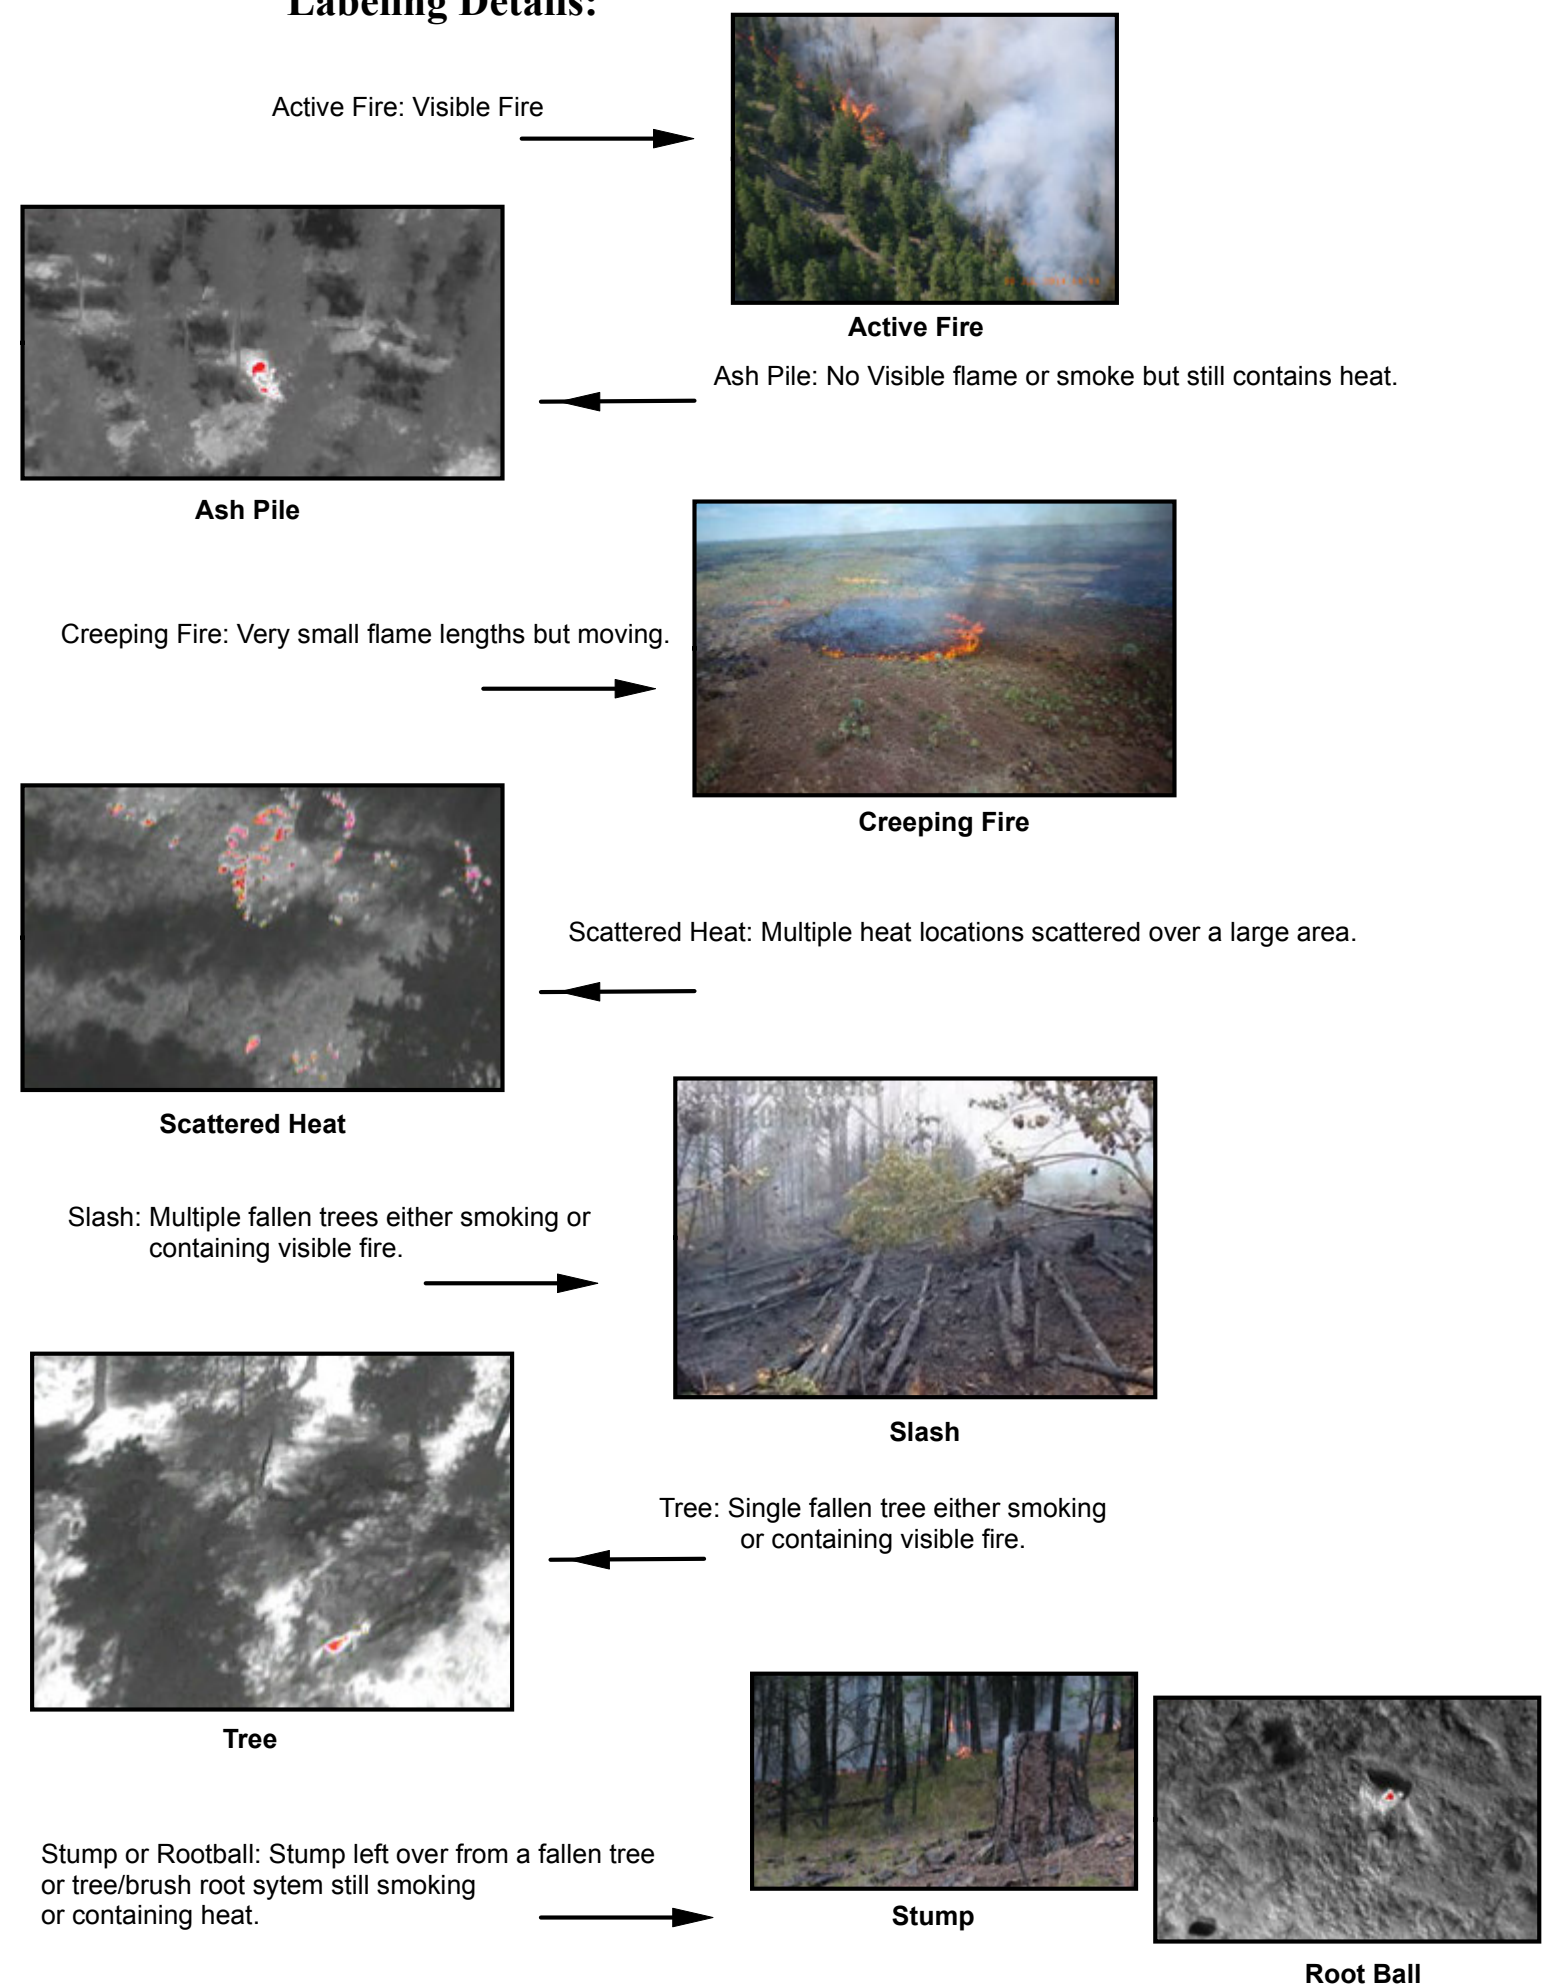 Labeling Details:
Active Fire: Visible Fire
Active Fire
Ash Pile: No Visible flame or smoke but still contains heat.
Ash Pile
Creeping Fire: Very small flame lengths but moving.
Creeping Fire
Scattered Heat: Multiple heat locations scattered over a large area.
Scattered Heat
Slash: Multiple fallen trees either smoking or
containing visible fire.
Slash
Tree: Single fallen tree either smoking
or containing visible fire.
Tree
Stump or Rootball: Stump left over from a fallen tree
or tree/brush root sytem still smoking
or containing heat.
Stump
Root Ball